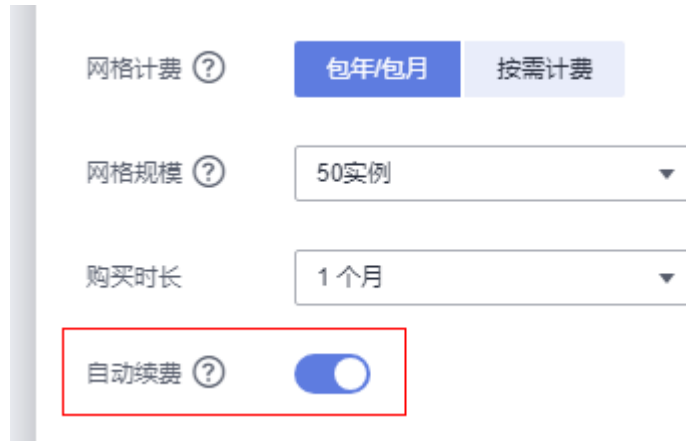 网格计费 ? 包年/包月 按需计费
网格规模 ? 50实例
购买时长 1个月
自动续费 ?